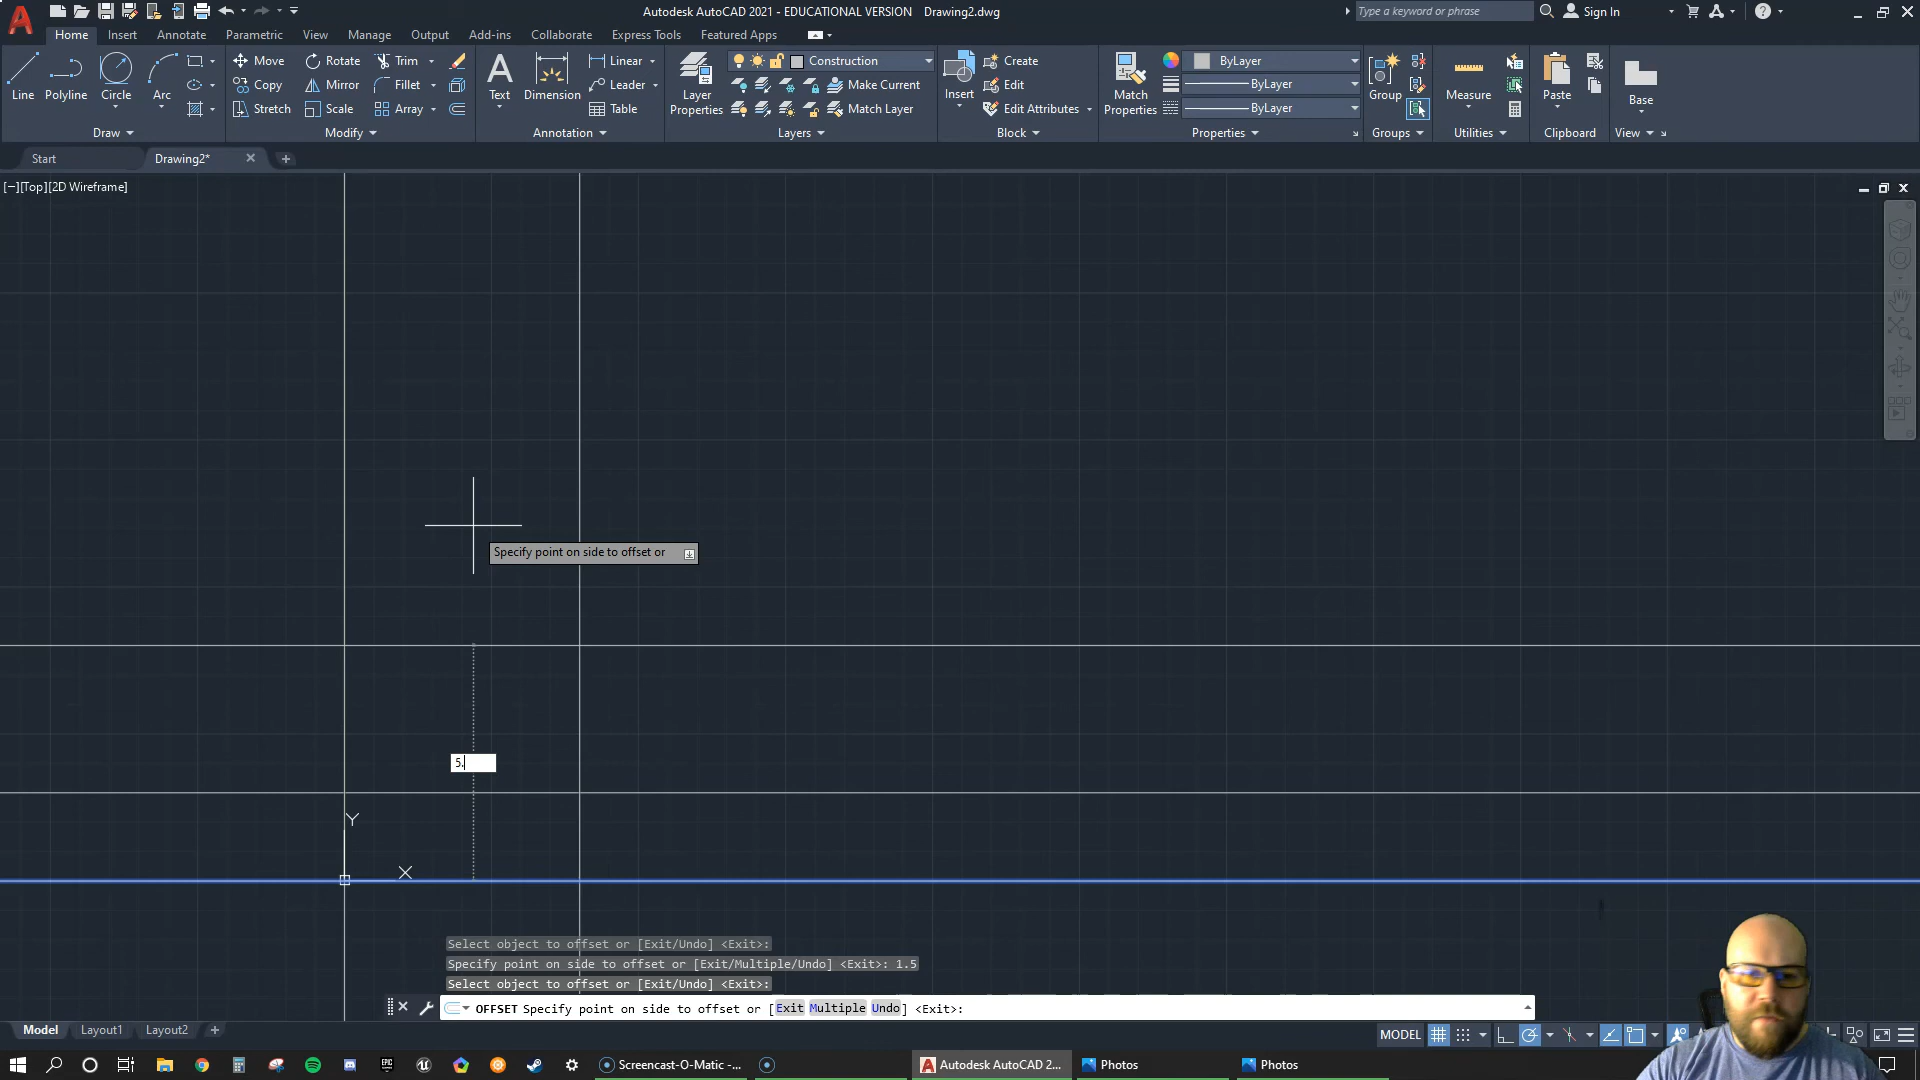 Autodesk AutoCAD 2021 - EDUCATIONAL VERSION Drawing2.dwg
Type a keyword or phrase
Sign In
Home Insert Annotate Parametric View Manage Output Add-ins Collaborate Express Tools Featured Apps
Line
Polyline
Circle
Arc
Draw
Move
Rotate
Trim
Copy
Mirror
Fillet
Stretch
Scale
Array
Modify
Text
Dimension
Linear
Leader
Table
Annotation
Layer
Properties
Construction
Make Current
Match Layer
Layers
Insert
Create
Edit
Edit Attributes
Block
Match
Properties
ByLayer
ByLayer
ByLayer
Properties
Group
Groups
Measure
Utilities
Paste
Clipboard
Base
View
Start
Drawing2*
[−][Top][2D Wireframe]
Specify point on side to offset or
5.
Y
X
Select object to offset or [Exit/Undo] <Exit>:
Specify point on side to offset or [Exit/Multiple/Undo] <Exit>: 1.5
Select object to offset or [Exit/Undo] <Exit>:
OFFSET Specify point on side to offset or [Exit Multiple Undo] <Exit>:
Model Layout1 Layout2
MODEL
Screencast-O-Matic -...
Autodesk AutoCAD 2...
Photos
Photos